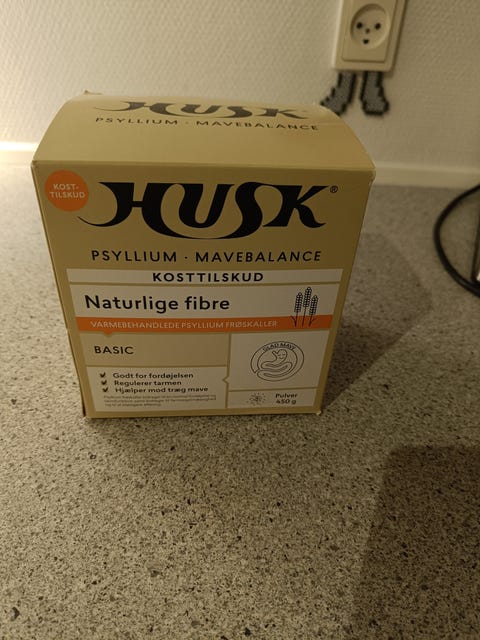 HUSK
PSYLLIUM · MAVEBALANCE
KOST-
TILSKUD
HUSK®
PSYLLIUM · MAVEBALANCE
KOSTTILSKUD
Naturlige fibre
VARMEBEHANDLEDE PSYLLIUM FRØSKALLER
BASIC
GLAD MAVE
Godt for fordøjelsen
Regulerer tarmen
Hjælper mod træg mave
Pulver
450 g